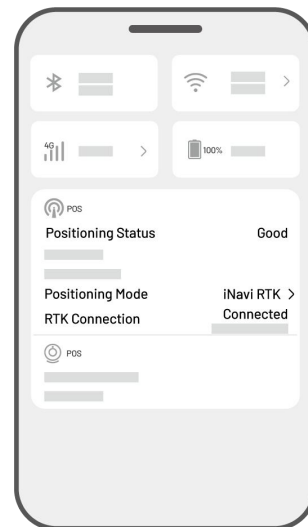 4G
100%
POS
Positioning Status Good
Positioning Mode iNavi RTK >
RTK Connection Connected
POS